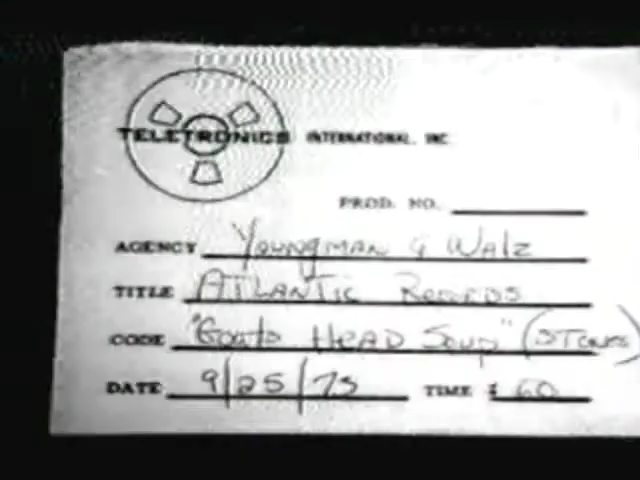 TELETRONICS INTERNATIONAL, INC.
PROD. NO.
AGENCY Youngman & Walz
TITLE Atlantic Records
CODE "Goats Head Soup" (Stones)
DATE 9/25/73 TIME :60